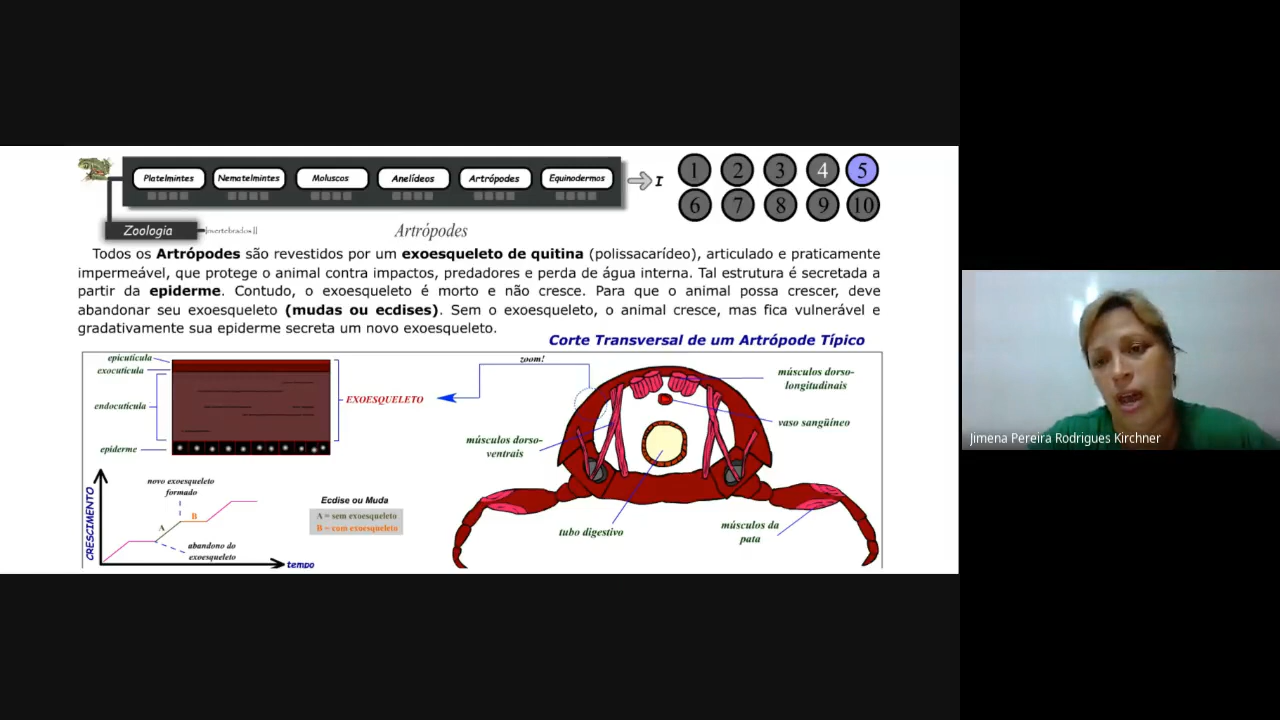 Platelmintes Nematelmintes Moluscos Anelídeos Artrópodes Equinodermos I 1 2 3 4 5
6 7 8 9 10
Zoologia Invertebrados II
Artrópodes
Todos os Artrópodes são revestidos por um exoesqueleto de quitina (polissacarídeo), articulado e praticamente
impermeável, que protege o animal contra impactos, predadores e perda de água interna. Tal estrutura é secretada a
partir da epiderme. Contudo, o exoesqueleto é morto e não cresce. Para que o animal possa crescer, deve
abandonar seu exoesqueleto (mudas ou ecdises). Sem o exoesqueleto, o animal cresce, mas fica vulnerável e
gradativamente sua epiderme secreta um novo exoesqueleto.
Corte Transversal de um Artrópode Típico
epicutícula
exocutícula
endocutícula
epiderme
EXOESQUELETO
zoom!
músculos dorso-
longitudinais
vaso sangüíneo
músculos dorso-
ventrais
tubo digestivo
músculos da
pata
CRESCIMENTO
novo exoesqueleto
formado
A
B
abandono do
exoesqueleto
tempo
Ecdise ou Muda
A = sem exoesqueleto
B = com exoesqueleto
Jimena Pereira Rodrigues Kirchner